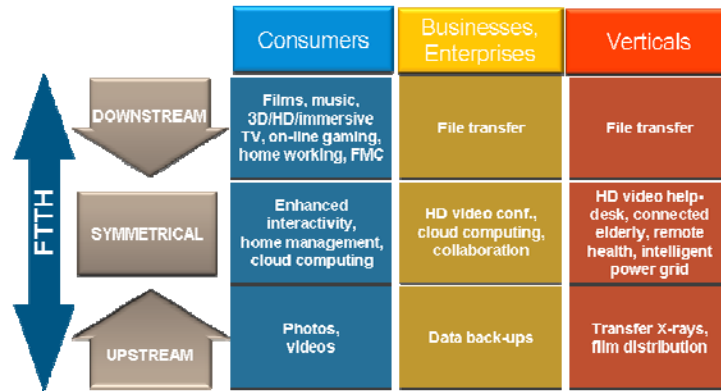 Consumers
Businesses,
Enterprises
Verticals
FTTH
DOWNSTREAM
Films, music,
3D/HD/immersive
TV, on-line gaming,
home working, FMC
File transfer
File transfer
SYMMETRICAL
Enhanced
interactivity,
home management,
cloud computing
HD video conf.,
cloud computing,
collaboration
HD video help-
desk, connected
elderly, remote
health, intelligent
power grid
UPSTREAM
Photos,
videos
Data back-ups
Transfer X-rays,
film distribution